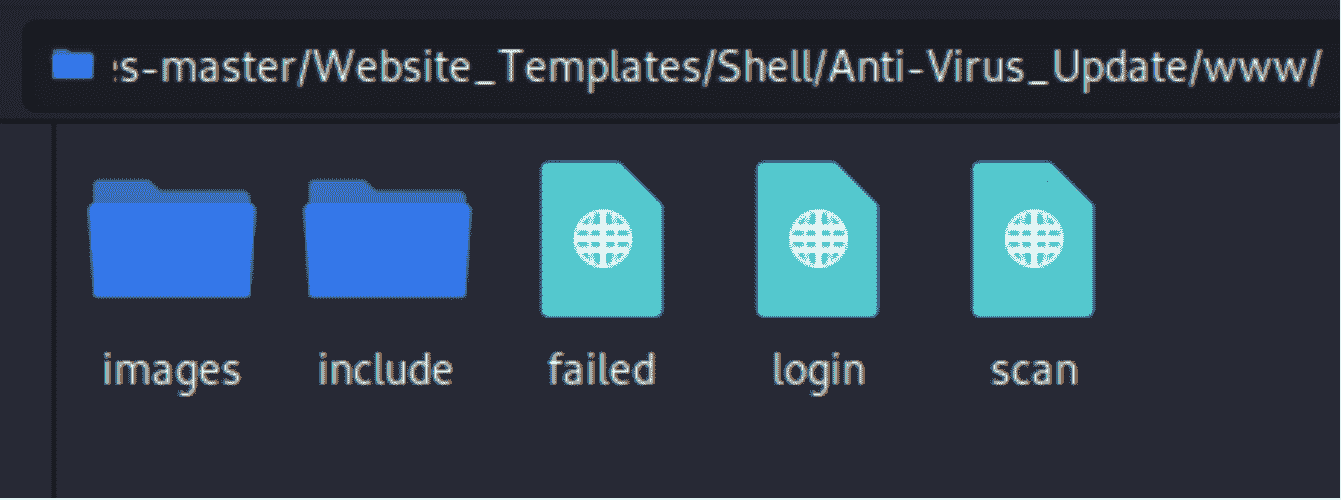 s-master/Website_Templates/Shell/Anti-Virus_Update/www/
images
include
failed
login
scan